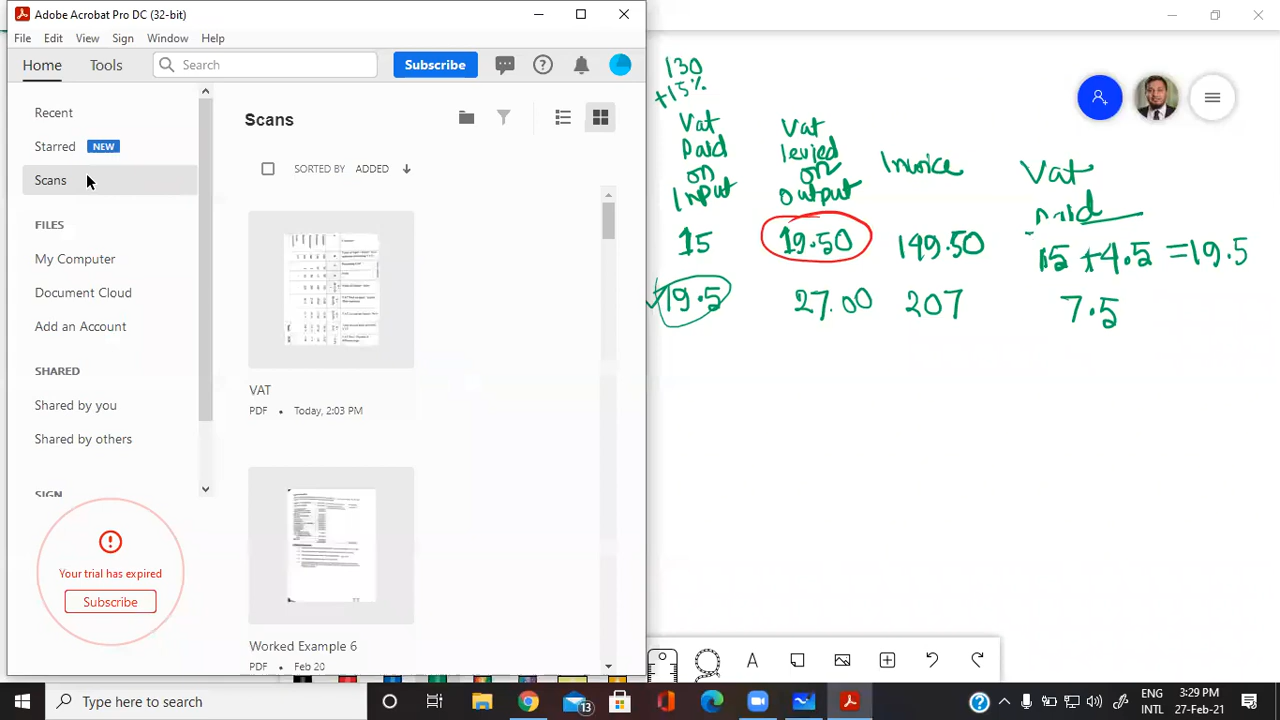 Adobe Acrobat Pro DC (32-bit)
File Edit View Sign Window Help
Home Tools Search Subscribe
Recent
Starred NEW
Scans
FILES
My Computer
Document Cloud
Add an Account
SHARED
Shared by you
Shared by others
SIGN
Your trial has expired
Subscribe
Scans
SORTED BY ADDED
VAT
PDF • Today, 2:03 PM
Worked Example 6
PDF • Feb 20
130
+15%
Vat Paid on Input
Vat levied on output
Invoice
Vat paid
15 19.50 149.50 15 + 4.5 = 19.5
19.5 27.00 207 7.5
A
Type here to search
13
ENG
INTL
3:29 PM
27-Feb-21